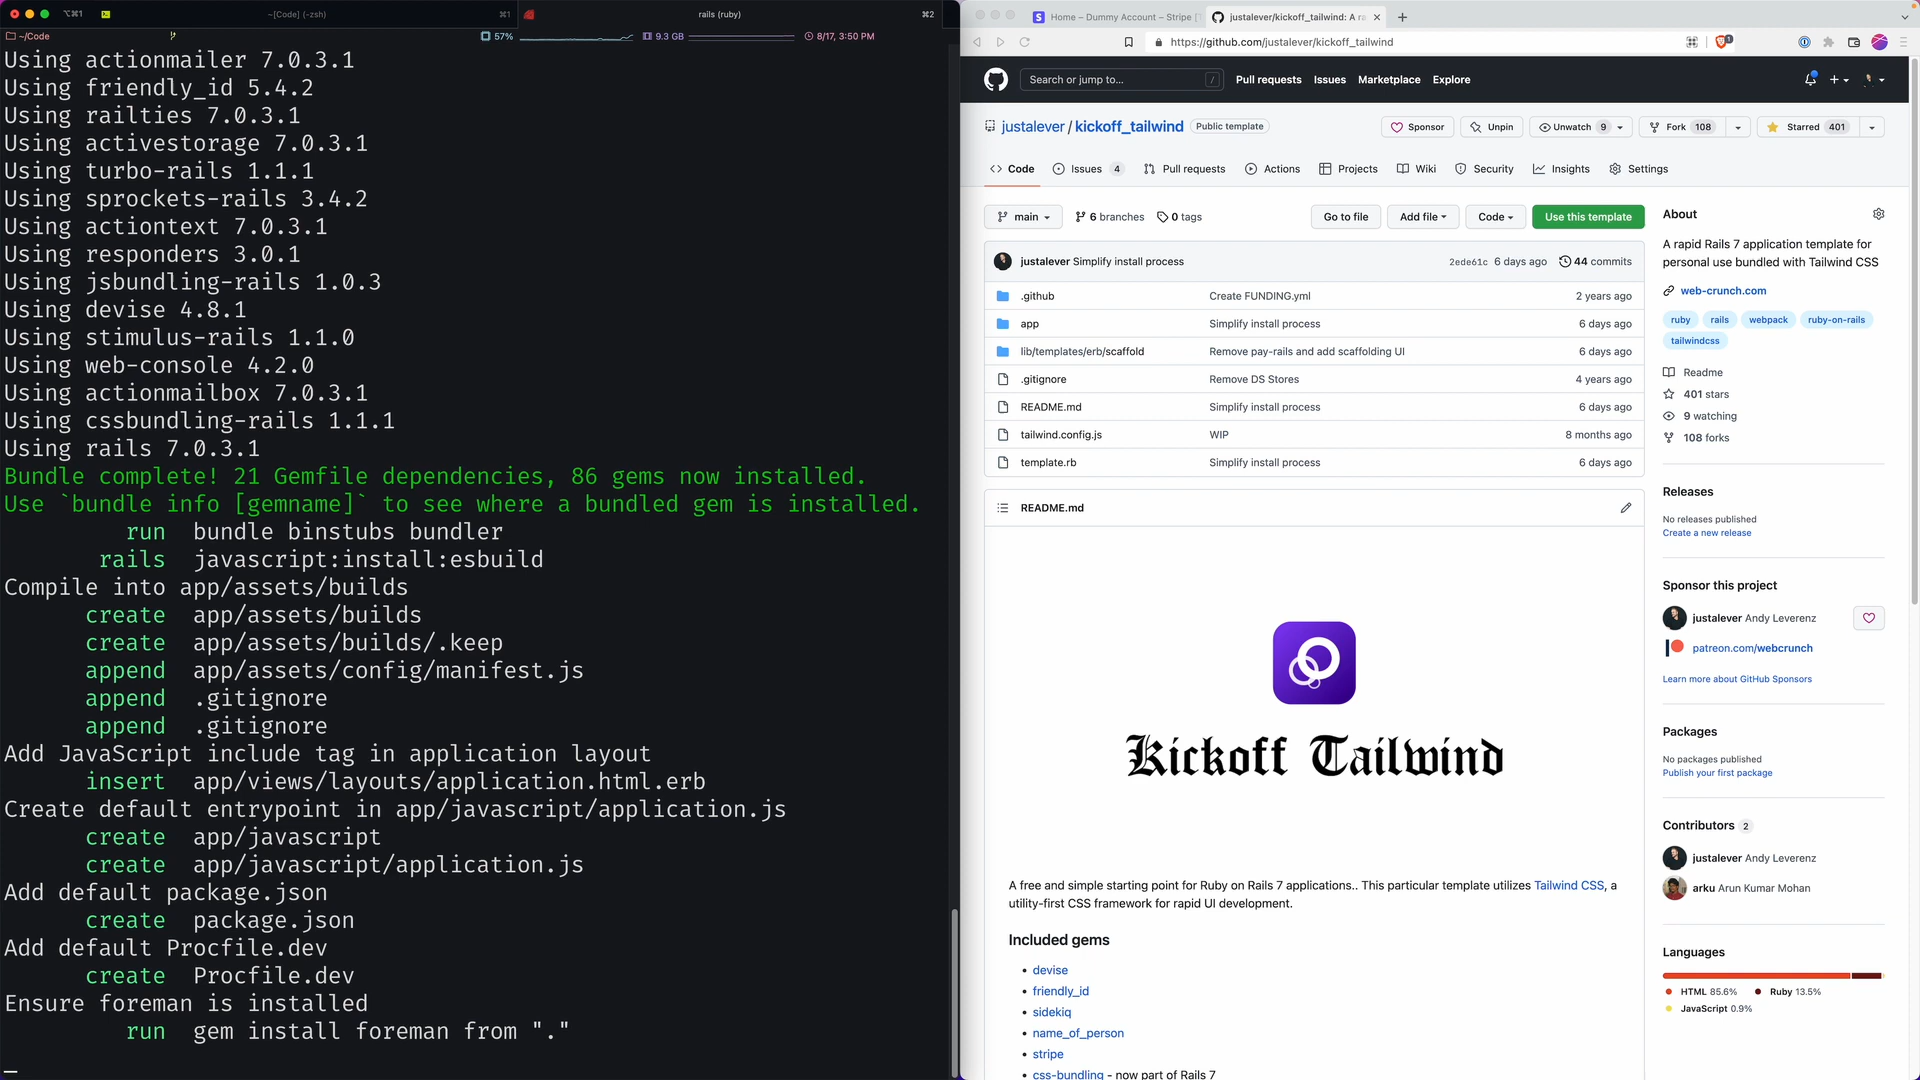 ⌥⌘1
~[Code] (-zsh)
⌘1
rails (ruby)
⌘2
~/Code
57%
9.3 GB
8/17, 3:50 PM
Using actionmailer 7.0.3.1
Using friendly_id 5.4.2
Using railties 7.0.3.1
Using activestorage 7.0.3.1
Using turbo-rails 1.1.1
Using sprockets-rails 3.4.2
Using actiontext 7.0.3.1
Using responders 3.0.1
Using jsbundling-rails 1.0.3
Using devise 4.8.1
Using stimulus-rails 1.1.0
Using web-console 4.2.0
Using actionmailbox 7.0.3.1
Using cssbundling-rails 1.1.1
Using rails 7.0.3.1
Bundle complete! 21 Gemfile dependencies, 86 gems now installed.
Use `bundle info [gemname]` to see where a bundled gem is installed.
run bundle binstubs bundler
rails javascript:install:esbuild
Compile into app/assets/builds
create app/assets/builds
create app/assets/builds/.keep
append app/assets/config/manifest.js
append .gitignore
append .gitignore
Add JavaScript include tag in application layout
insert app/views/layouts/application.html.erb
Create default entrypoint in app/javascript/application.js
create app/javascript
create app/javascript/application.js
Add default package.json
create package.json
Add default Procfile.dev
create Procfile.dev
Ensure foreman is installed
run gem install foreman from "."
S Home – Dummy Account – Stripe [
justalever/kickoff_tailwind: A ra
https://github.com/justalever/kickoff_tailwind
1
Search or jump to... /
Pull requests Issues Marketplace Explore
justalever / kickoff_tailwind Public template
Sponsor Unpin Unwatch 9 Fork 108 Starred 401
Code Issues 4 Pull requests Actions Projects Wiki Security Insights Settings
main 6 branches 0 tags Go to file Add file Code Use this template
justalever Simplify install process 2ede61c 6 days ago 44 commits
.github Create FUNDING.yml 2 years ago
app Simplify install process 6 days ago
lib/templates/erb/scaffold Remove pay-rails and add scaffolding UI 6 days ago
.gitignore Remove DS Stores 4 years ago
README.md Simplify install process 6 days ago
tailwind.config.js WIP 8 months ago
template.rb Simplify install process 6 days ago
README.md
Kickoff Tailwind
A free and simple starting point for Ruby on Rails 7 applications.. This particular template utilizes Tailwind CSS, a
utility-first CSS framework for rapid UI development.
Included gems
devise
friendly_id
sidekiq
name_of_person
stripe
css-bundling - now part of Rails 7
About
A rapid Rails 7 application template for
personal use bundled with Tailwind CSS
web-crunch.com
ruby rails webpack ruby-on-rails
tailwindcss
Readme
401 stars
9 watching
108 forks
Releases
No releases published
Create a new release
Sponsor this project
justalever Andy Leverenz
patreon.com/webcrunch
Learn more about GitHub Sponsors
Packages
No packages published
Publish your first package
Contributors 2
justalever Andy Leverenz
arku Arun Kumar Mohan
Languages
HTML 85.6% Ruby 13.5%
JavaScript 0.9%